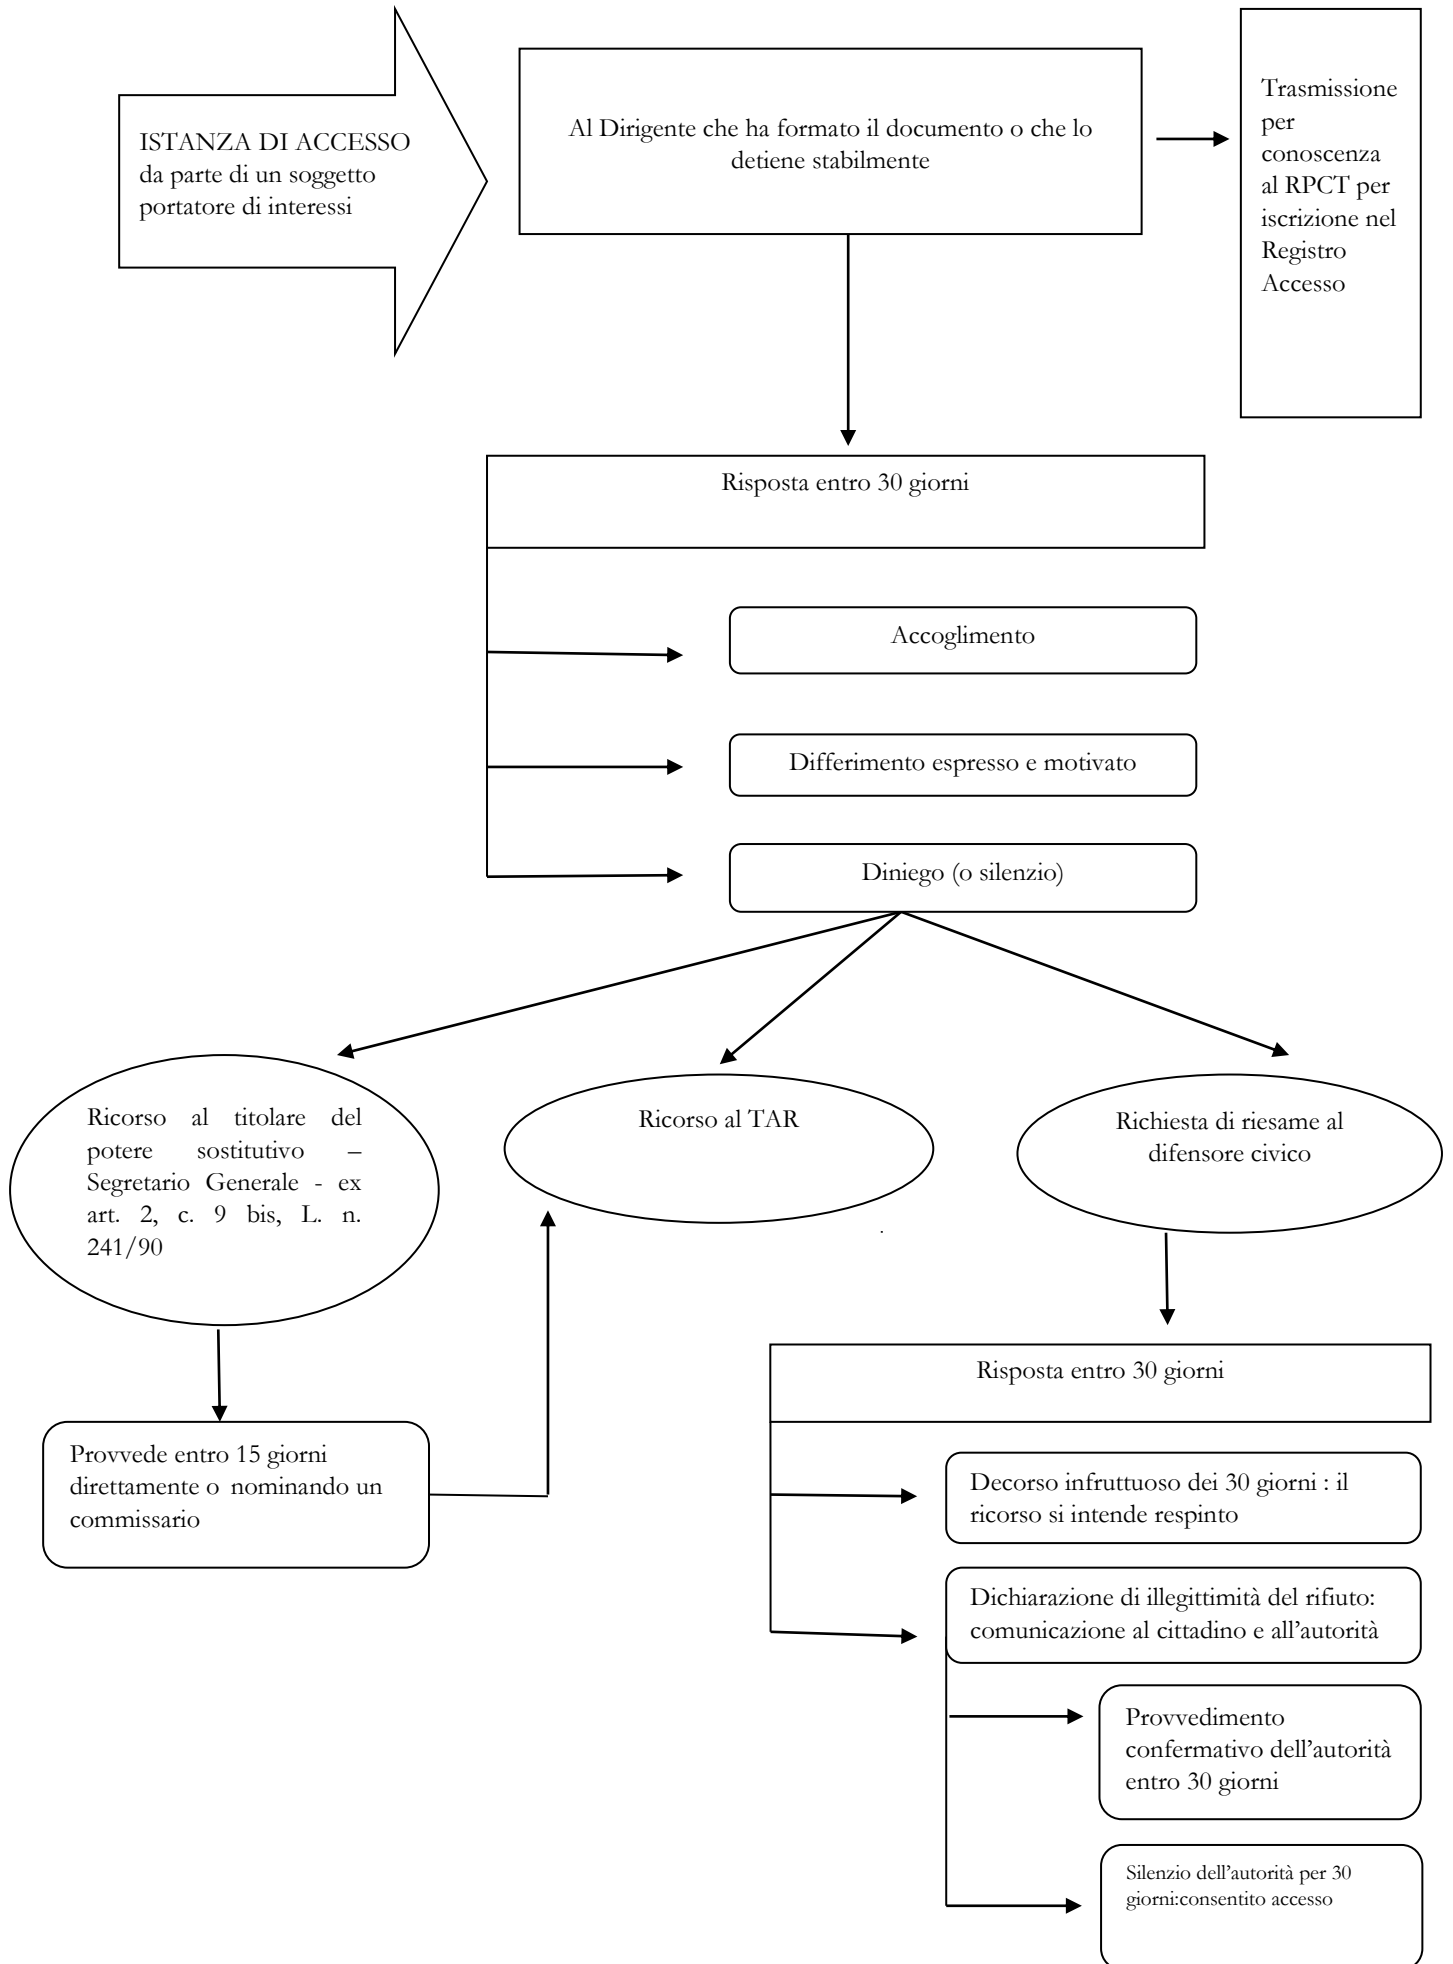 ISTANZA DI ACCESSO
da parte di un soggetto
portatore di interessi
Al Dirigente che ha formato il documento o che lo
detiene stabilmente
Trasmissione
per
conoscenza
al RPCT per
iscrizione nel
Registro
Accesso
Risposta entro 30 giorni
Accoglimento
Differimento espresso e motivato
Diniego (o silenzio)
Ricorso al titolare del
potere sostitutivo –
Segretario Generale - ex
art. 2, c. 9 bis, L. n.
241/90
Ricorso al TAR
Richiesta di riesame al
difensore civico
.
Provvede entro 15 giorni
direttamente o nominando un
commissario
Risposta entro 30 giorni
Decorso infruttuoso dei 30 giorni : il
ricorso si intende respinto
Dichiarazione di illegittimità del rifiuto:
comunicazione al cittadino e all’autorità
Provvedimento
confermativo dell’autorità
entro 30 giorni
Silenzio dell’autorità per 30
giorni:consentito accesso